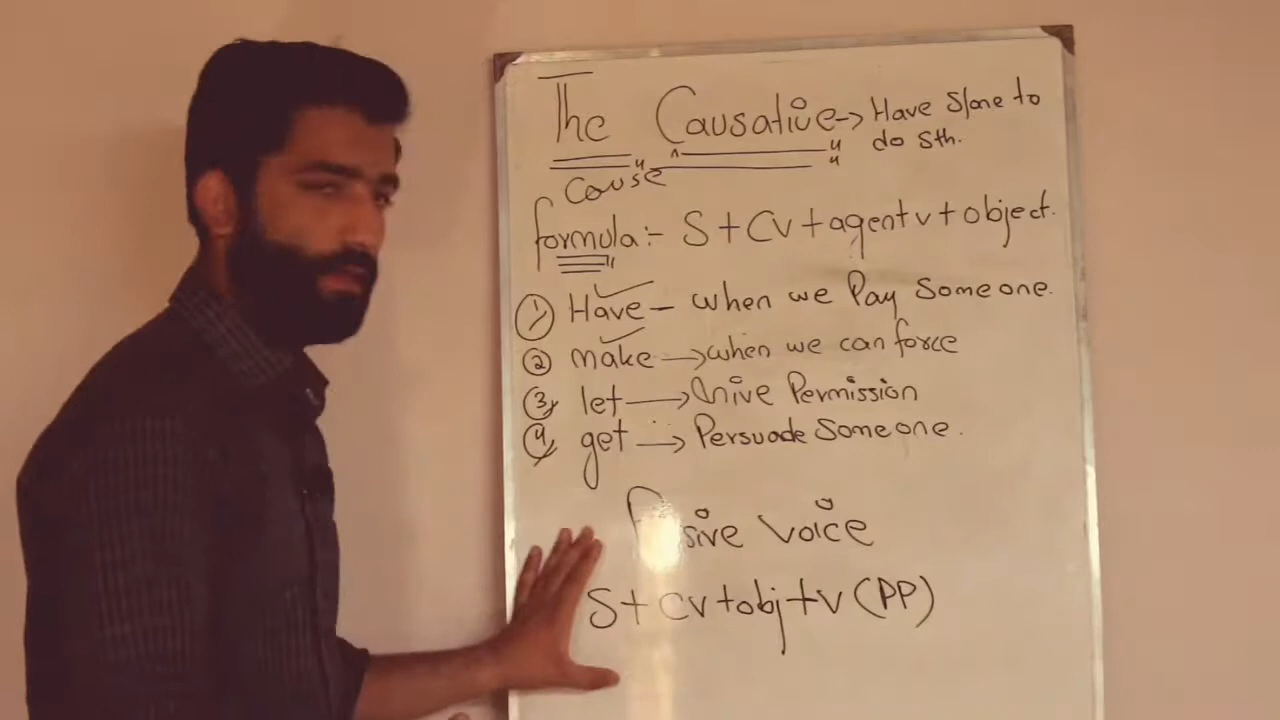 The Causative → Have S/one to
do sth.
Cause
formula:- S + CV + agent v + object.
① Have – when we Pay Someone.
② make → when we can force
③ let → Give Permission
④ get → Persuade Someone.
Voice
S + CV + obj + v (PP)